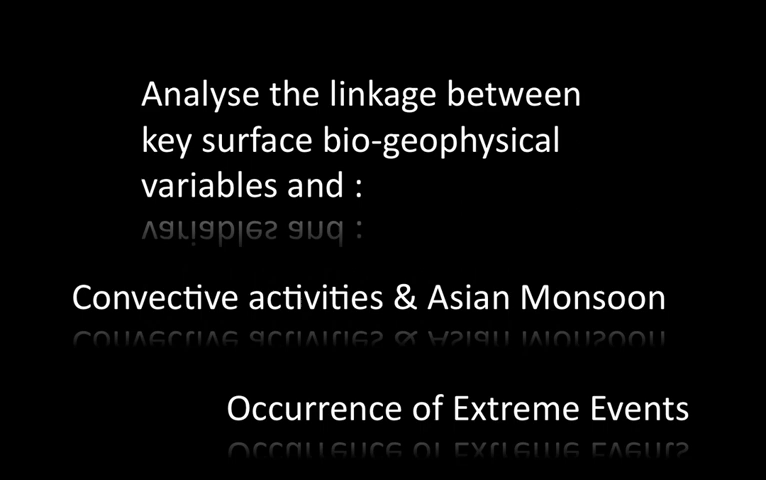 Analyse the linkage between
key surface bio-geophysical
variables and :
Convective activities & Asian Monsoon
Occurrence of Extreme Events